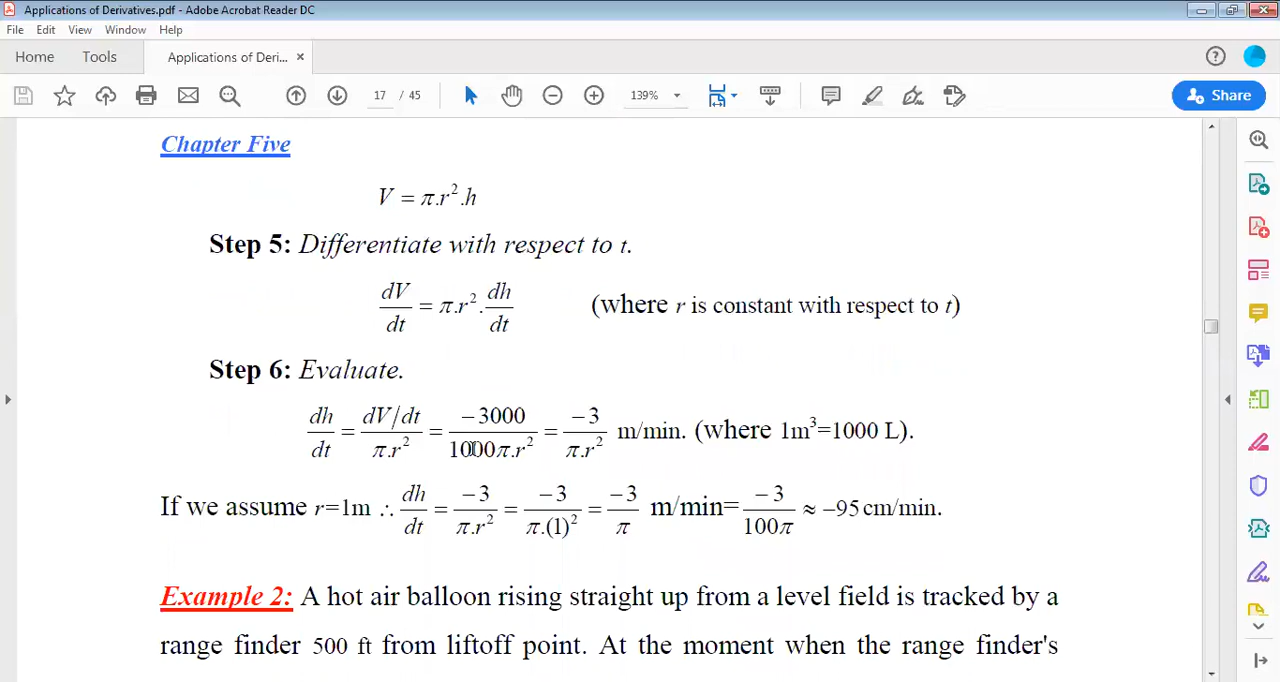 Applications of Derivatives.pdf - Adobe Acrobat Reader DC
File Edit View Window Help
Home Tools Applications of Deri... ×
17 / 45 139% Share
Chapter Five
V = π.r².h
Step 5: Differentiate with respect to t.
dV/dt = π.r².dh/dt (where r is constant with respect to t)
Step 6: Evaluate.
dh/dt = (dV/dt)/(π.r²) = −3000/(1000π.r²) = −3/(π.r²) m/min. (where 1m³=1000 L).
If we assume r=1m ∴ dh/dt = −3/(π.r²) = −3/(π.(1)²) = −3/π m/min= −3/(100π) ≈ −95 cm/min.
Example 2: A hot air balloon rising straight up from a level field is tracked by a
range finder 500 ft from liftoff point. At the moment when the range finder's